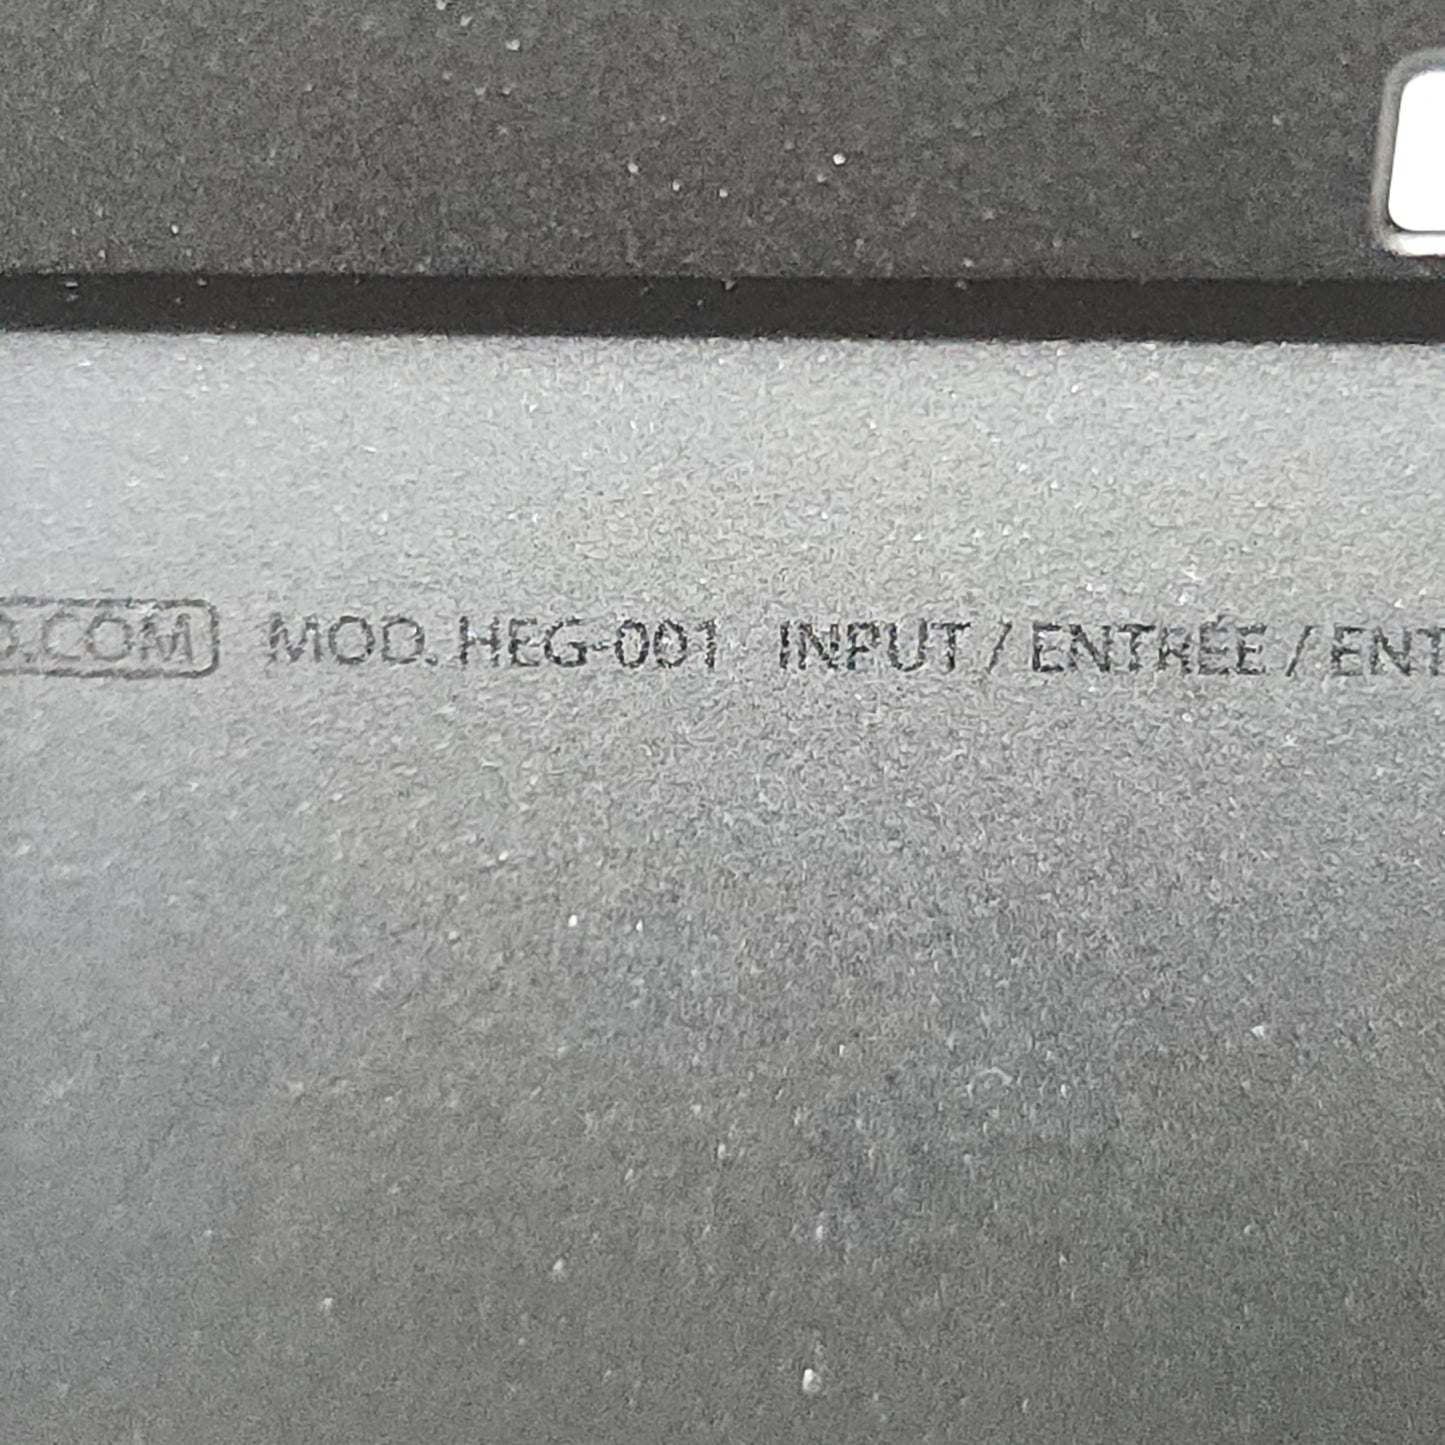 O.COM MOD. HEG-001 INPUT / ENTRÉE / ENT